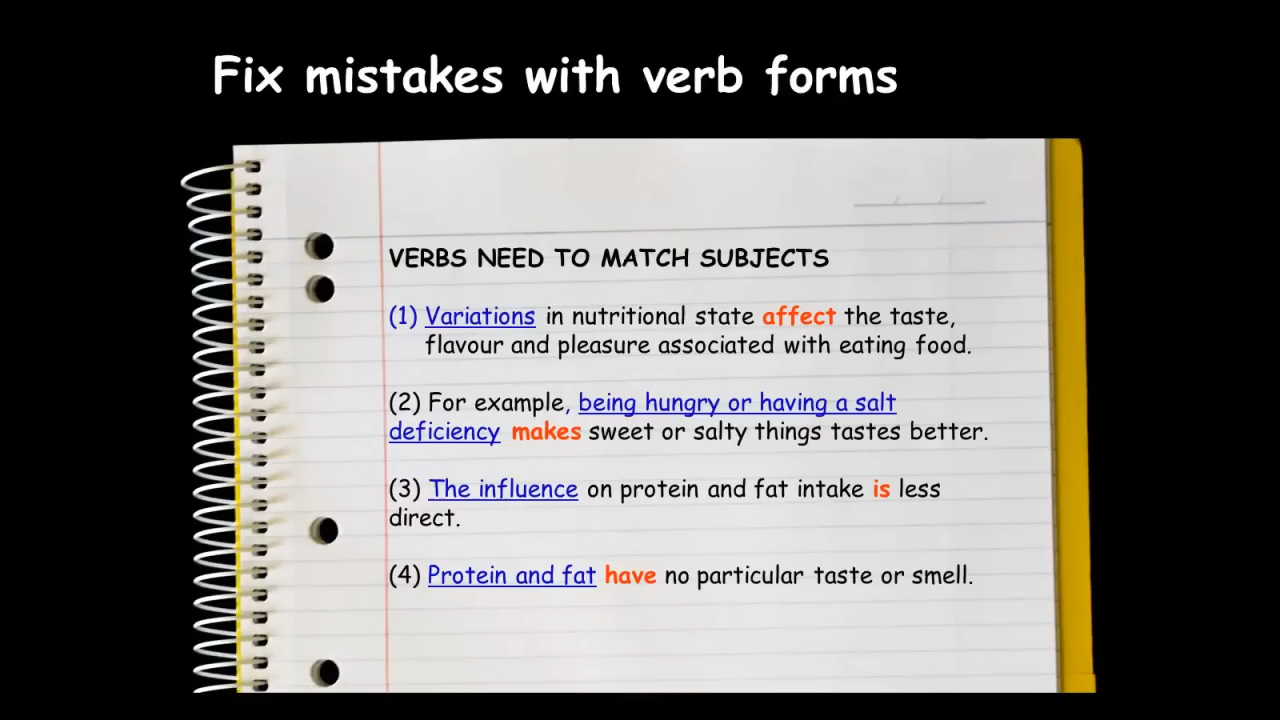 Fix mistakes with verb forms
VERBS NEED TO MATCH SUBJECTS
(1) Variations in nutritional state affect the taste,
flavour and pleasure associated with eating food.
(2) For example, being hungry or having a salt
deficiency makes sweet or salty things tastes better.
(3) The influence on protein and fat intake is less
direct.
(4) Protein and fat have no particular taste or smell.